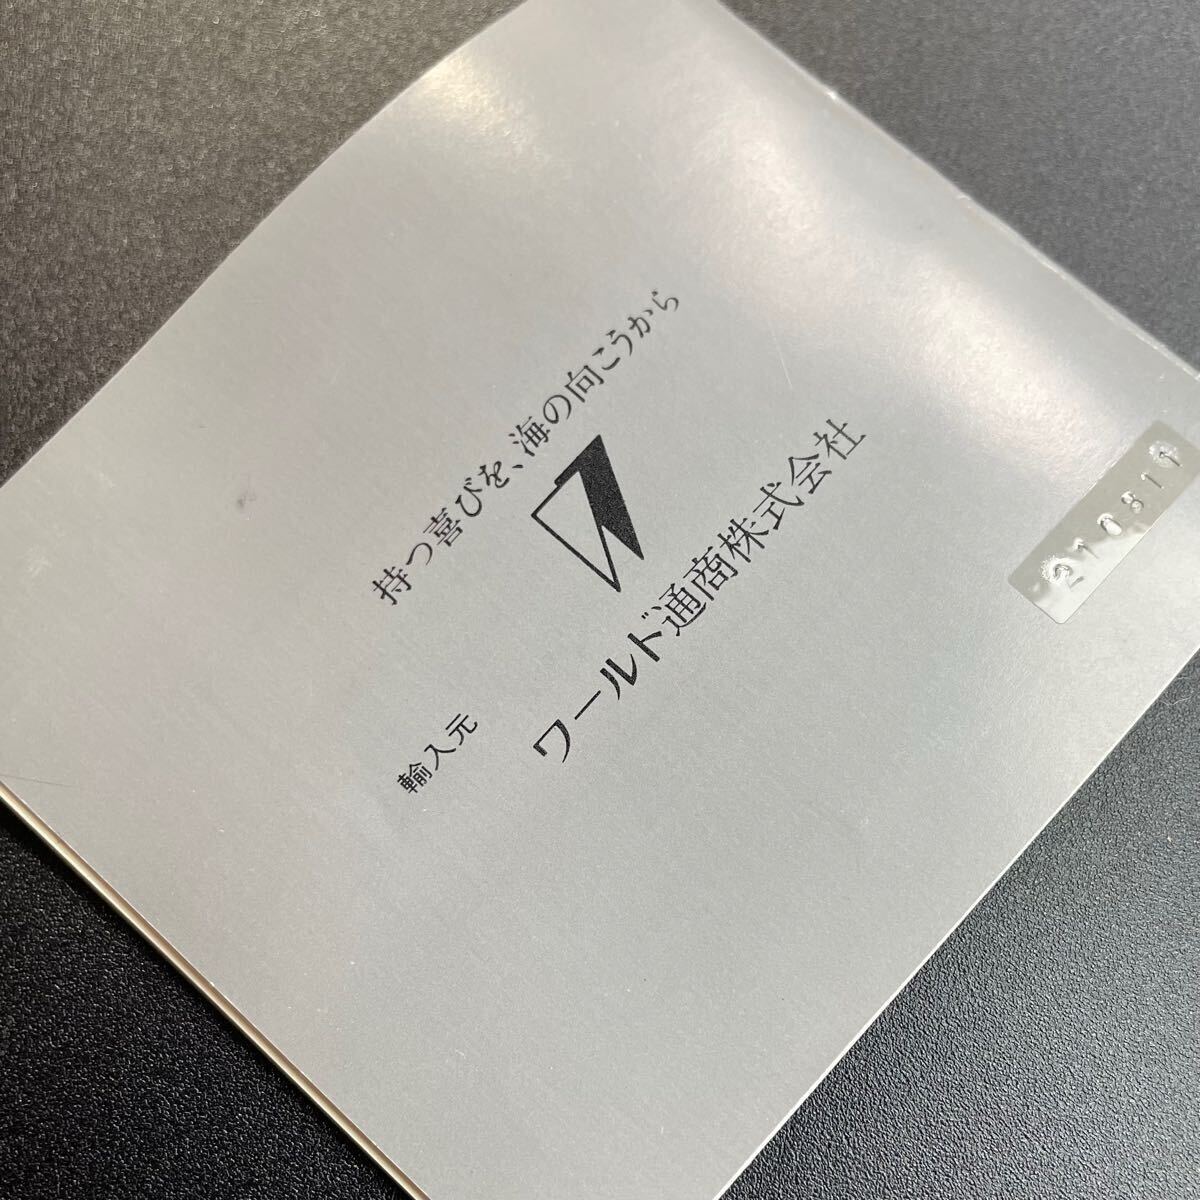 持つ喜びを、海の向こうから
輸入元
ワールド通商株式会社
210811